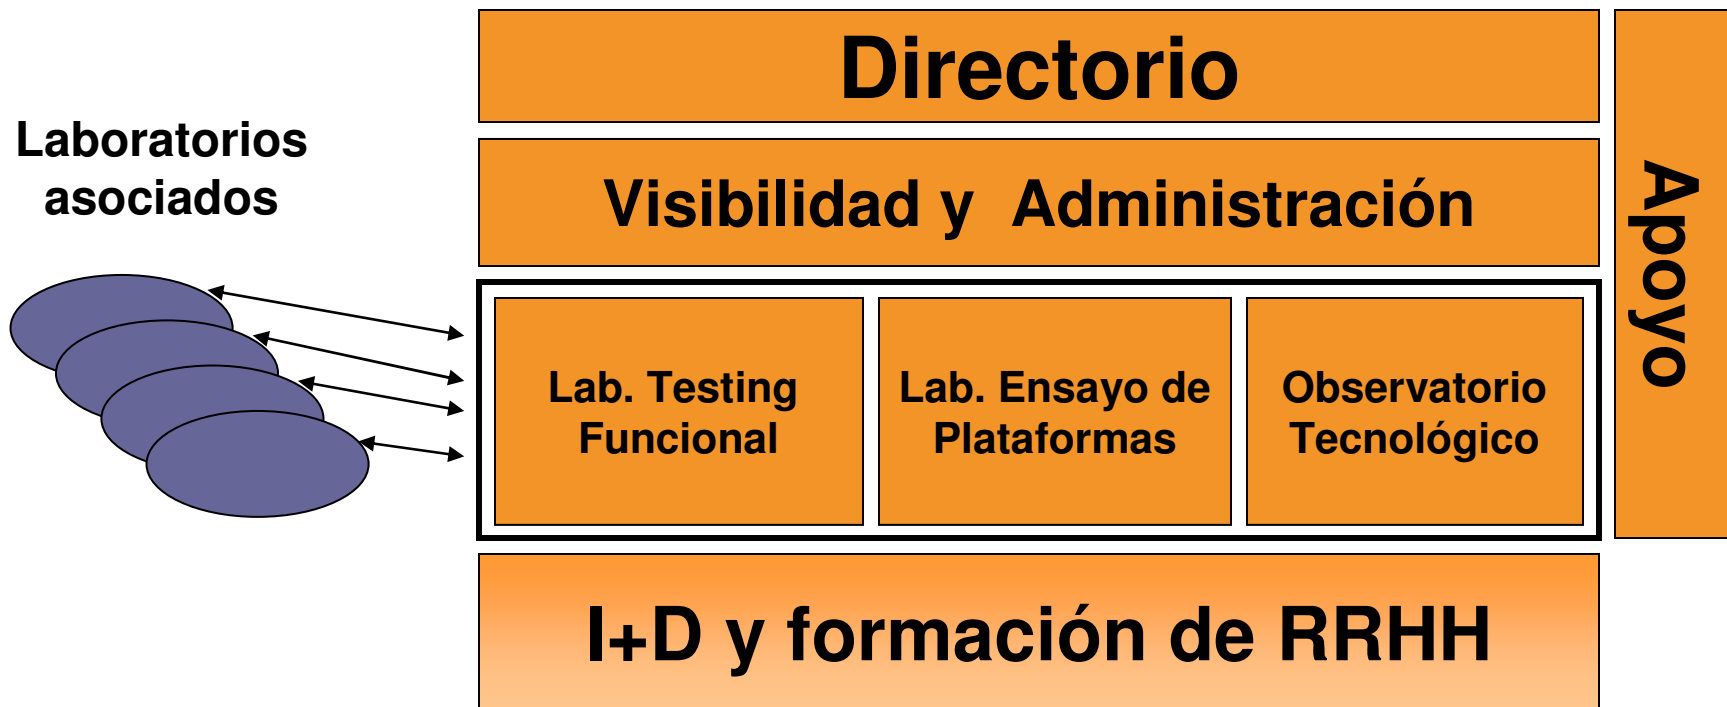 Directorio
Laboratorios
asociados
Visibilidad y  Administración
Apoyo
Lab. Testing
Funcional
Lab. Ensayo de
Plataformas
Observatorio
Tecnológico
I+D y formación de RRHH